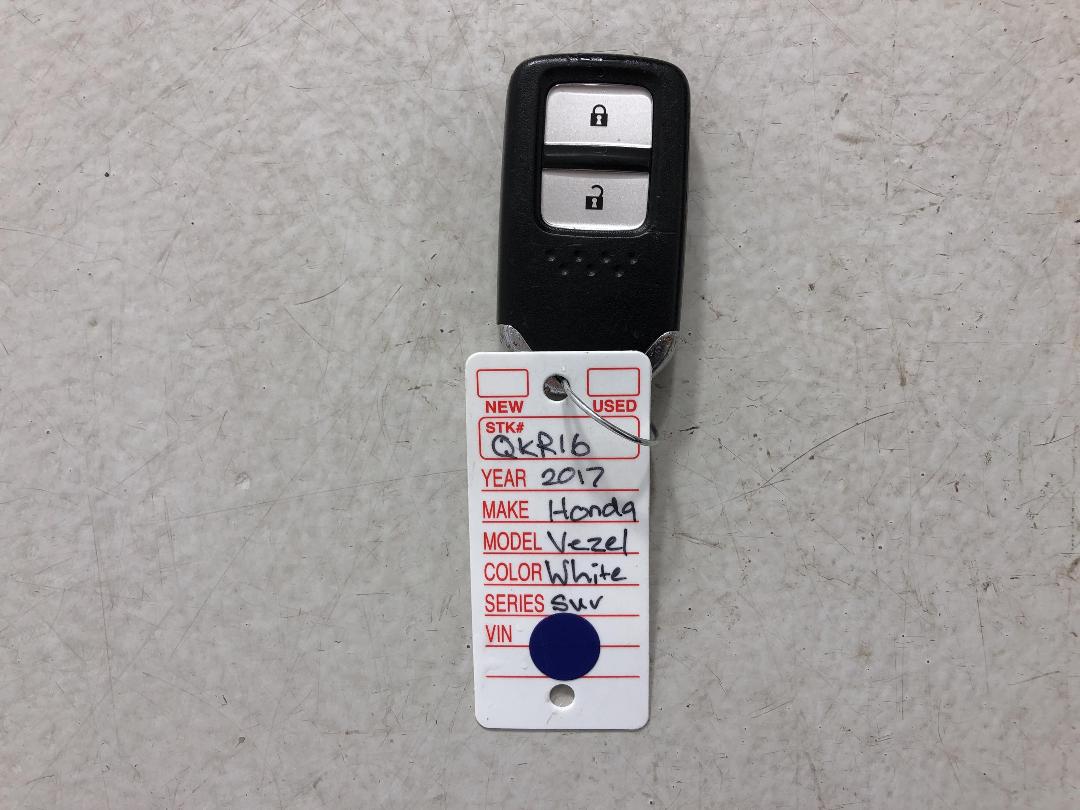 NEW USED
STK#
QKR16
YEAR 2017
MAKE Honda
MODEL Vezel
COLOR White
SERIES SUV
VIN